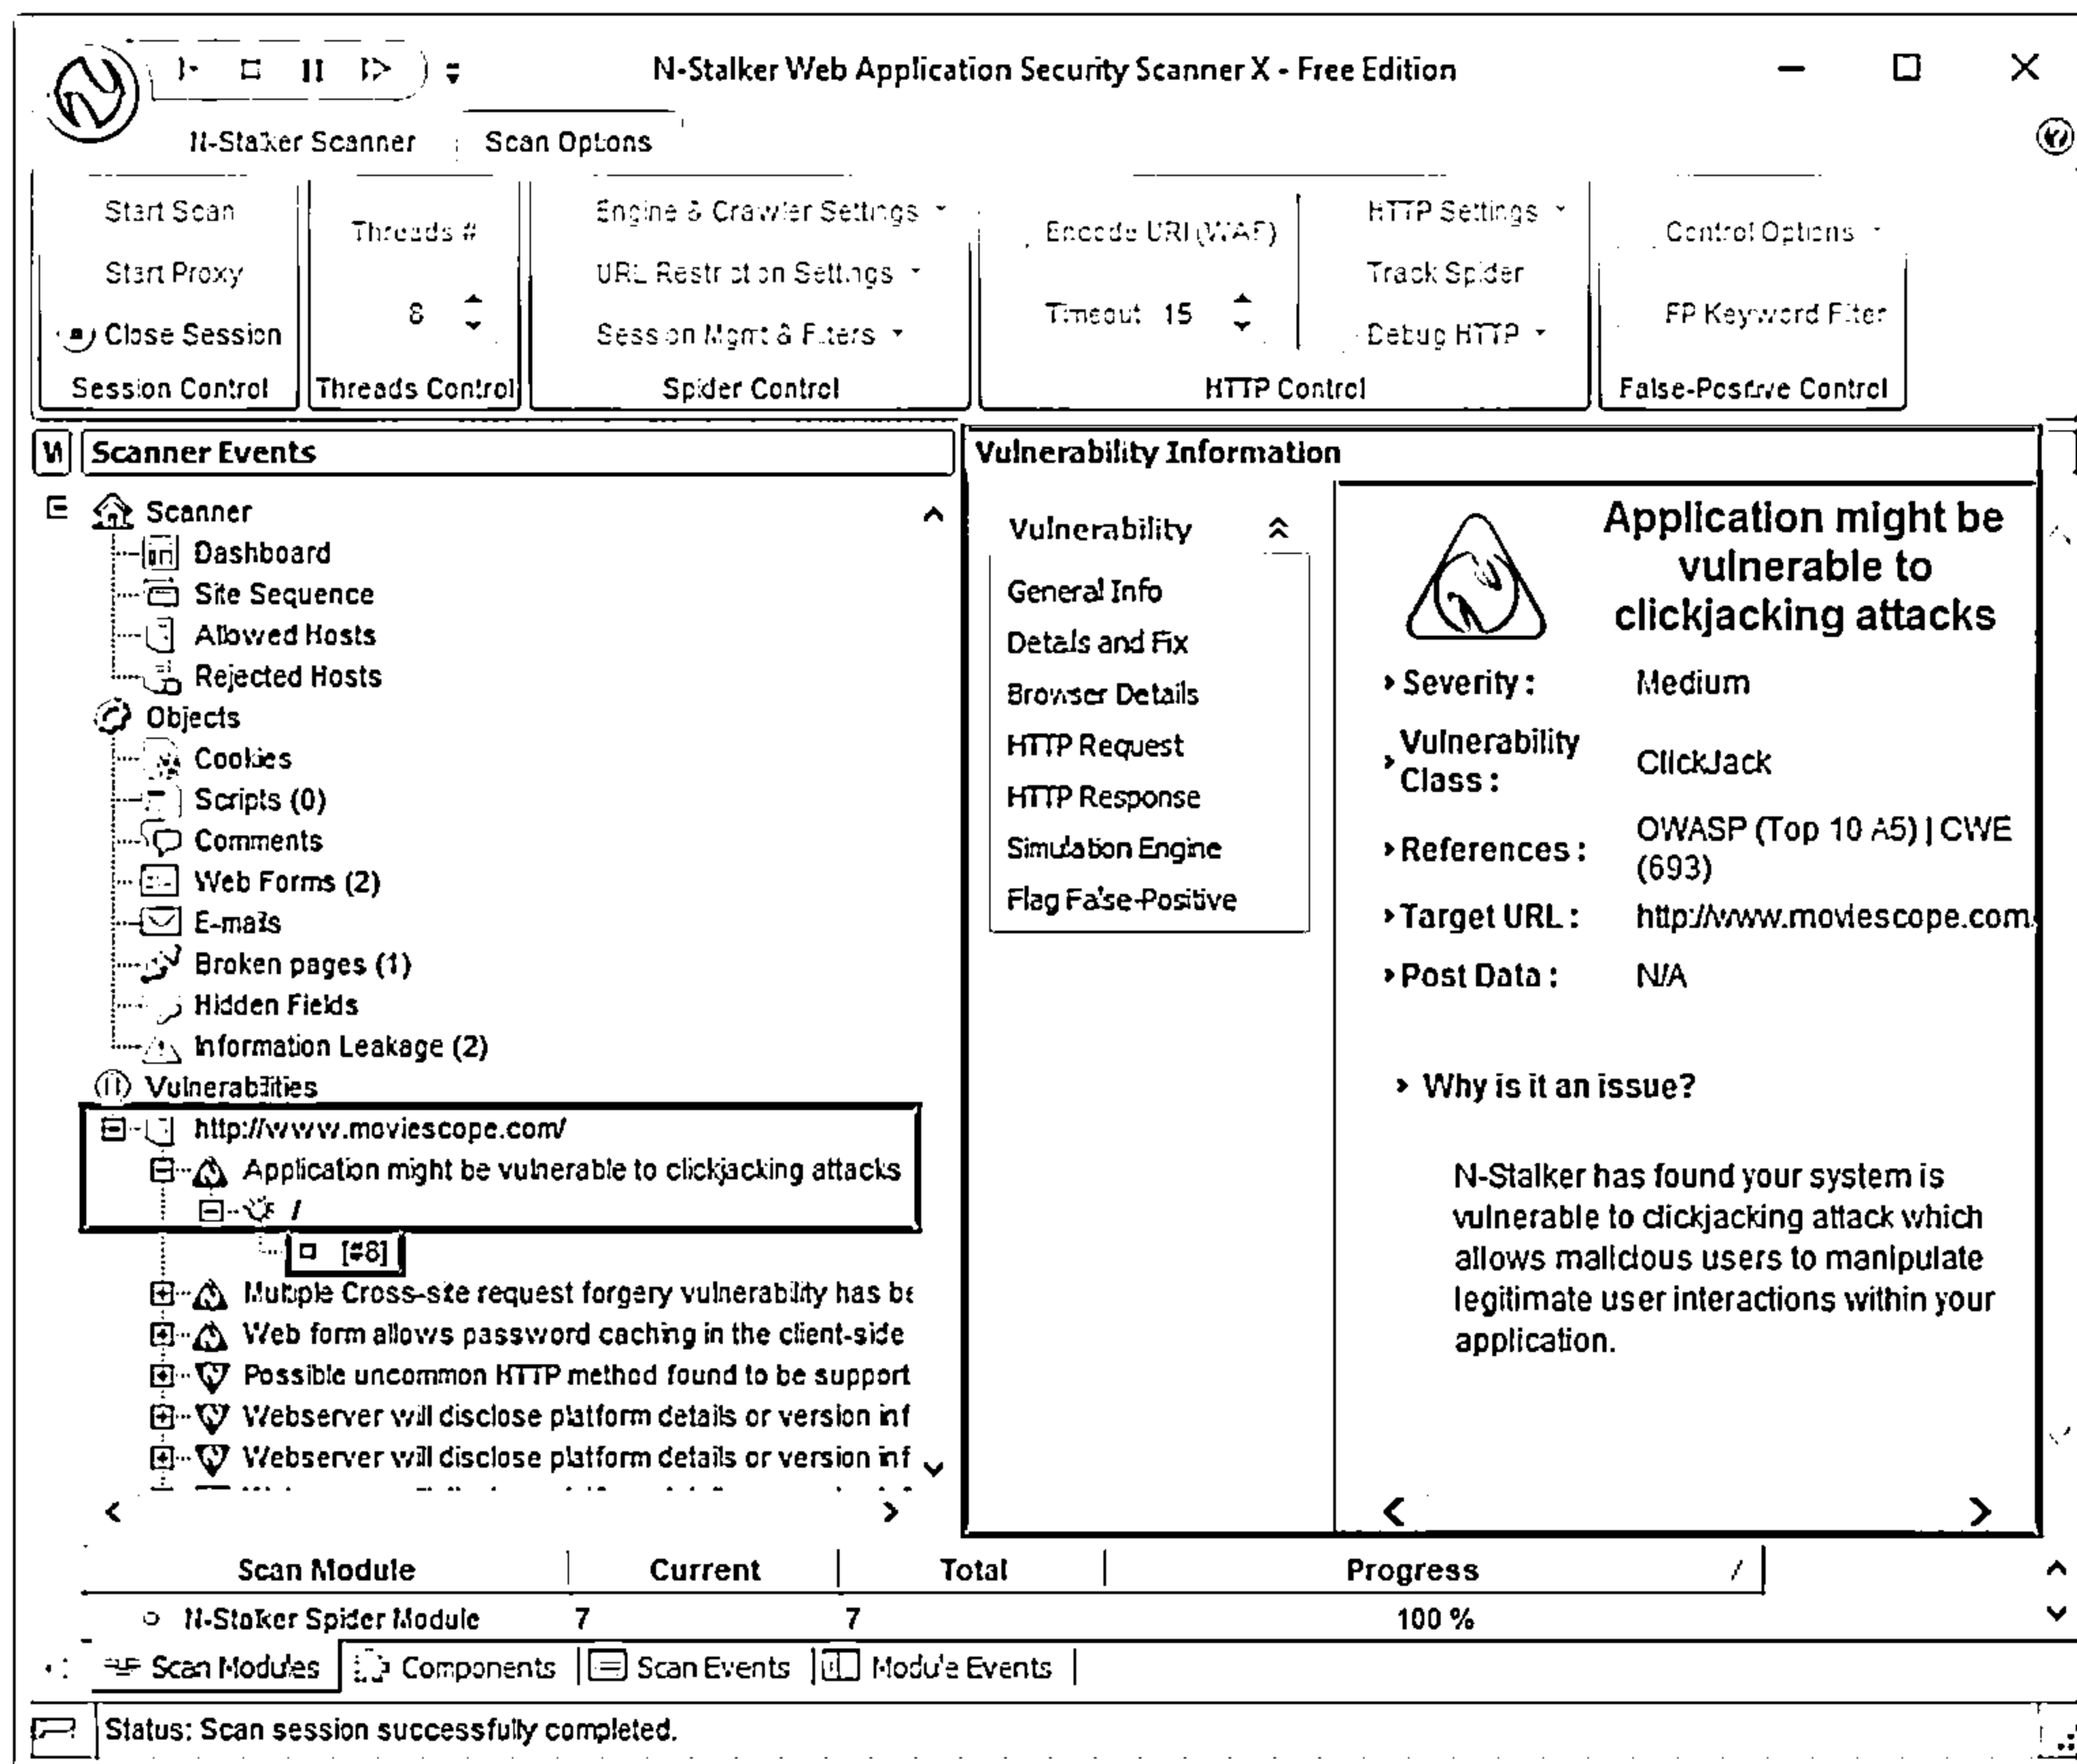 N-Stalker Web Application Security Scanner X - Free Edition
N-Stalker Scanner
Scan Options
Start Scan
Start Proxy
Close Session
Session Control
Threads #
8
Threads Control
Engine & Crawler Settings
URL Restriction Settings
Session Mgmt & Filters
Spider Control
Encode URI (WAF)
Timeout 15
HTTP Settings
Track Spider
Debug HTTP
HTTP Control
Control Options
FP Keyword Filter
False-Positive Control
Scanner Events
Scanner
Dashboard
Site Sequence
Allowed Hosts
Rejected Hosts
Objects
Cookies
Scripts (0)
Comments
Web Forms (2)
E-mails
Broken pages (1)
Hidden Fields
Information Leakage (2)
Vulnerabilities
http://www.moviescope.com/
Application might be vulnerable to clickjacking attacks
/
[#8]
Multiple Cross-site request forgery vulnerability has be
Web form allows password caching in the client-side
Possible uncommon HTTP method found to be support
Webserver will disclose platform details or version inf
Webserver will disclose platform details or version inf
Vulnerability Information
Vulnerability
General Info
Details and Fix
Browser Details
HTTP Request
HTTP Response
Simulation Engine
Flag False-Positive
Application might be
vulnerable to
clickjacking attacks
Severity : Medium
Vulnerability
Class : ClickJack
References : OWASP (Top 10 A5) | CWE
(693)
Target URL : http://www.moviescope.com/
Post Data : N/A
Why is it an issue?
N-Stalker has found your system is
vulnerable to clickjacking attack which
allows malicious users to manipulate
legitimate user interactions within your
application.
Scan Module Current Total Progress /
N-Stalker Spider Module 7 7 100 %
Scan Modules Components Scan Events Module Events
Status: Scan session successfully completed.